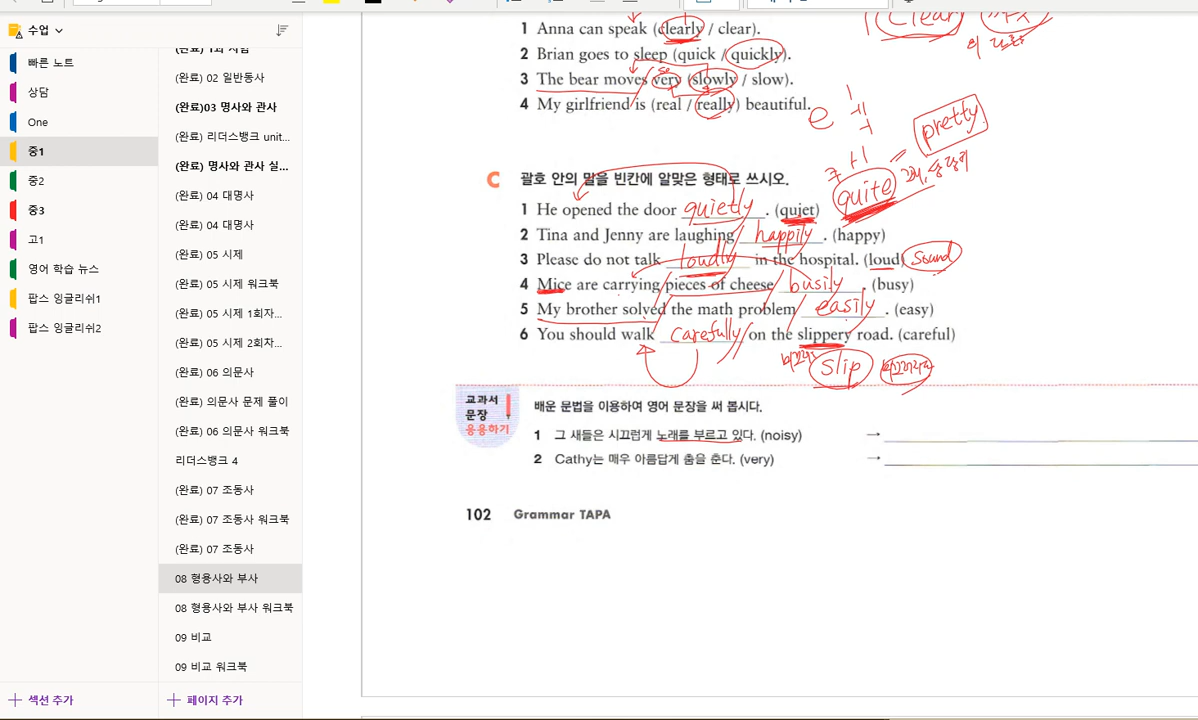 수업
빠른 노트
상담
One
중1
중2
중3
고1
영어 학습 뉴스
팝스 잉글리쉬1
팝스 잉글리쉬2
섹션 추가
(완료) 02 일반동사
(완료)03 명사와 관사
(완료) 리더스뱅크 unit...
(완료) 명사와 관사 실...
(완료) 04 대명사
(완료) 04 대명사
(완료) 05 시제
(완료) 05 시제 워크북
(완료) 05 시제 1회자...
(완료) 05 시제 2회자...
(완료) 06 의문사
(완료) 의문사 문제 풀이
(완료) 06 의문사 워크북
리더스뱅크 4
(완료) 07 조동사
(완료) 07 조동사 워크북
(완료) 07 조동사
08 형용사와 부사
08 형용사와 부사 워크북
09 비교
09 비교 워크북
페이지 추가
1 Anna can speak (clearly / clear).
clear
2 Brian goes to sleep (quick / quickly).
3 The bear moves very (slowly / slow).
4 My girlfriend is (real / really) beautiful.
e
pretty
quite =
C 괄호 안의 말을 빈칸에 알맞은 형태로 쓰시오.
1 He opened the door quietly. (quiet)
2 Tina and Jenny are laughing happily. (happy)
3 Please do not talk loudly in the hospital. (loud) sound
4 Mice are carrying pieces of cheese busily. (busy)
5 My brother solved the math problem easily. (easy)
6 You should walk carefully on the slippery road. (careful)
slip
교과서
문장
응용하기
배운 문법을 이용하여 영어 문장을 써 봅시다.
1 그 새들은 시끄럽게 노래를 부르고 있다. (noisy) →
2 Cathy는 매우 아름답게 춤을 춘다. (very) →
102 Grammar TAPA